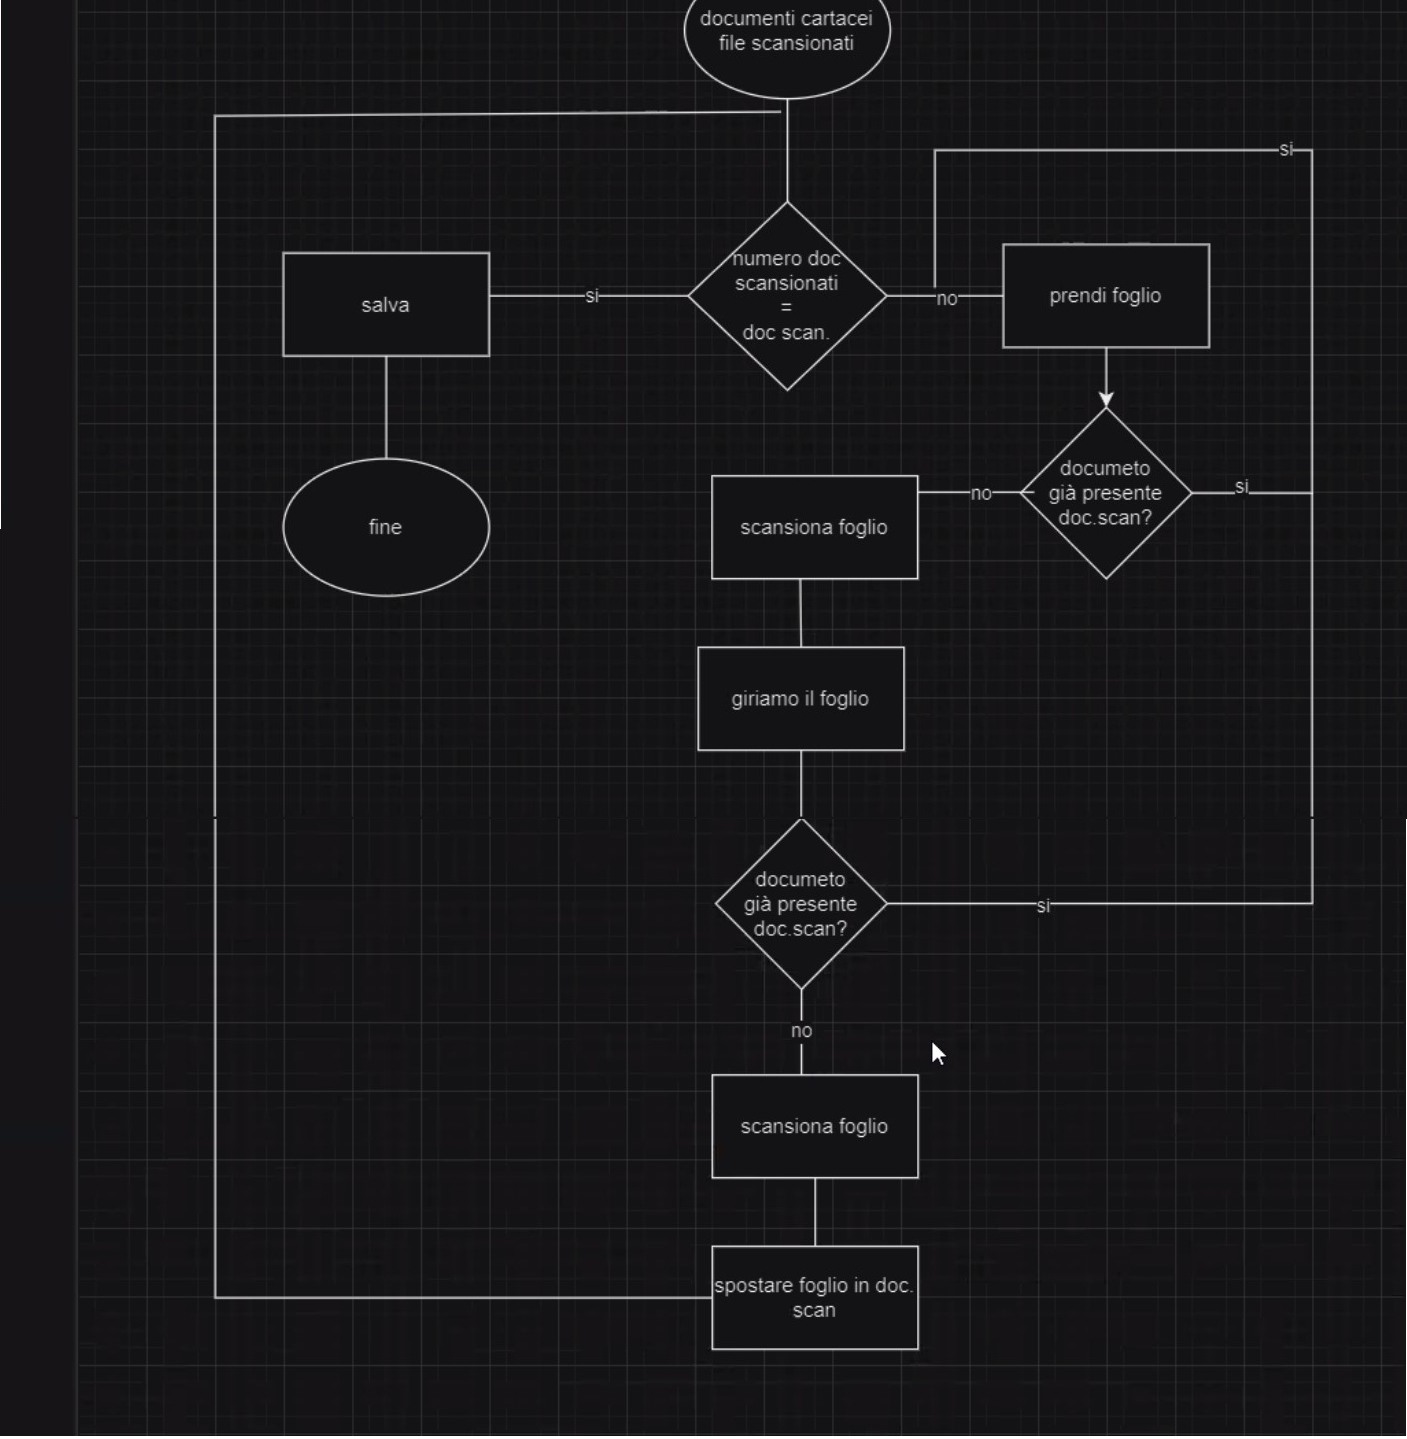 documenti cartacei
file scansionati
si
numero doc
scansionati
=
doc scan.
salva
si
no
prendi foglio
documeto
già presente
doc.scan?
no
si
scansiona foglio
fine
giriamo il foglio
documeto
già presente
doc.scan?
si
no
scansiona foglio
spostare foglio in doc.
scan